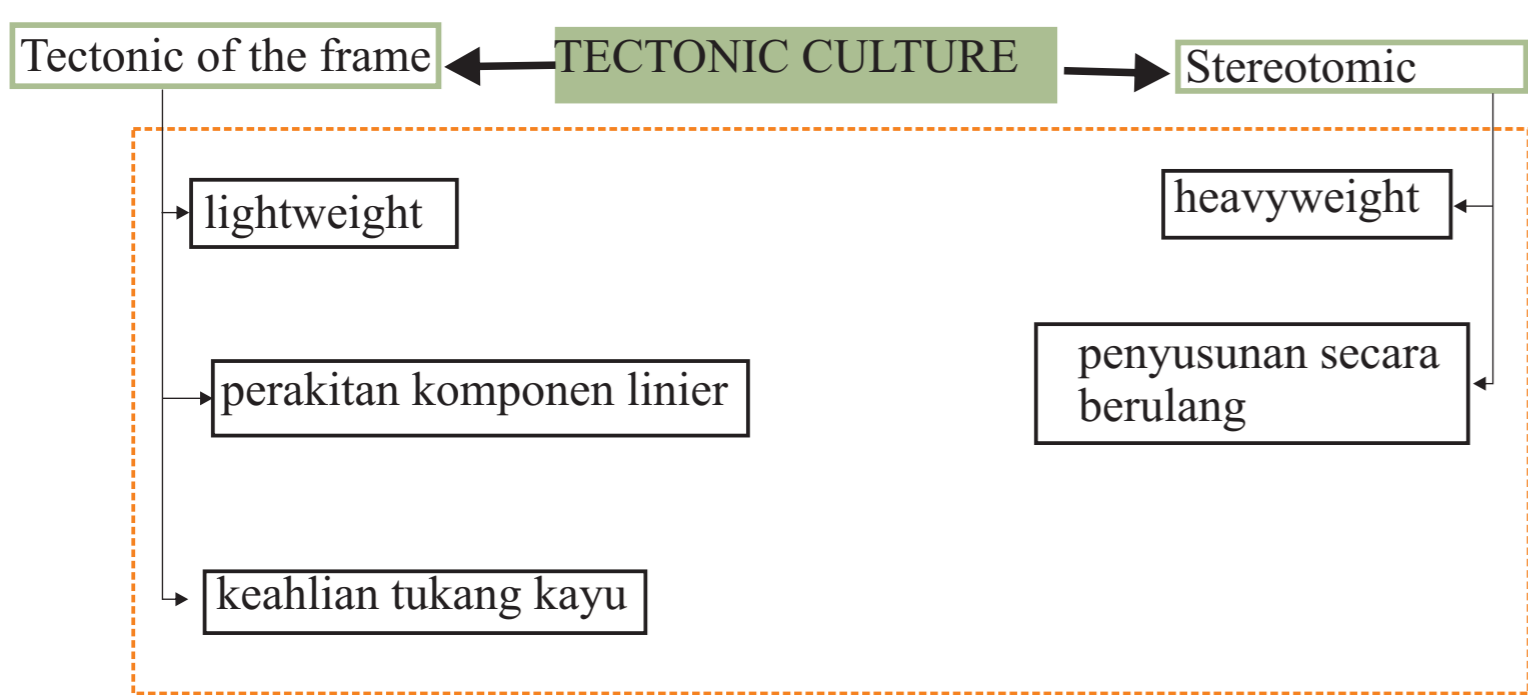 Tectonic of the frame
TECTONIC CULTURE
Stereotomic
lightweight
heavyweight
perakitan komponen linier
penyusunan secara
berulang
keahlian tukang kayu